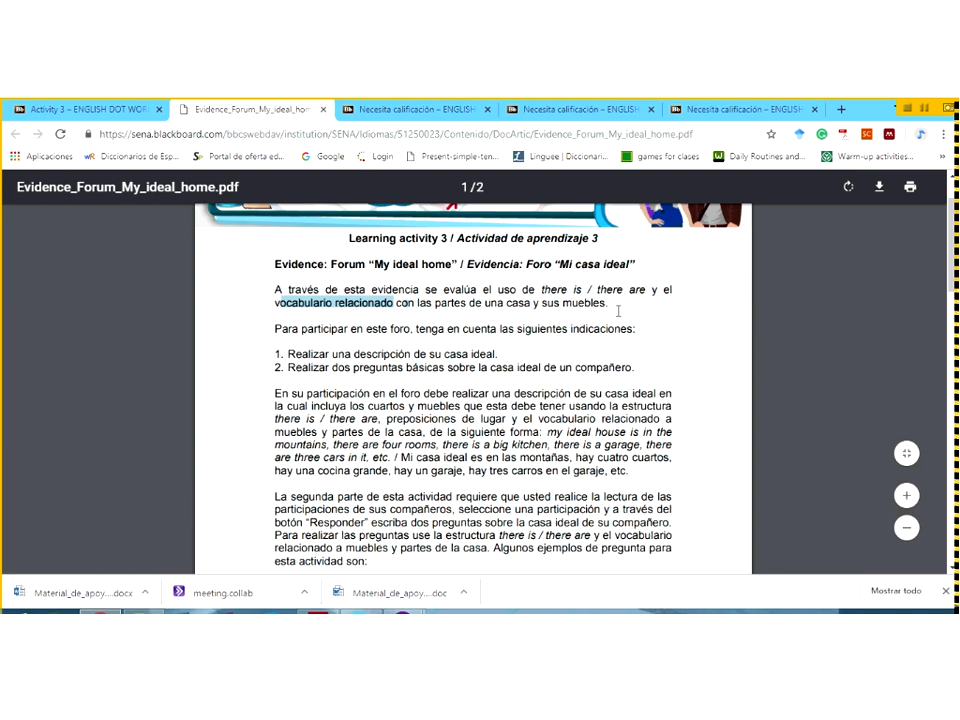 Activity 3 – ENGLISH DOT WOR
Evidence_Forum_My_ideal_hom
Necesita calificación – ENGLISH
Necesita calificación – ENGLISH
Necesita calificación – ENGLISH
https://sena.blackboard.com/bbcswebdav/institution/SENA/Idiomas/51250023/Contenido/DocArtic/Evidence_Forum_My_ideal_home.pdf
Aplicaciones
Diccionarios de Esp...
Portal de oferta ed...
Google
Login
Present-simple-ten...
Linguee | Diccionari...
games for clases
Daily Routines and...
Warm-up activities...
»
Evidence_Forum_My_ideal_home.pdf
1 / 2
Learning activity 3 / Actividad de aprendizaje 3
Evidence: Forum “My ideal home” / Evidencia: Foro “Mi casa ideal”
A través de esta evidencia se evalúa el uso de there is / there are y el
vocabulario relacionado con las partes de una casa y sus muebles.
Para participar en este foro, tenga en cuenta las siguientes indicaciones:
1. Realizar una descripción de su casa ideal.
2. Realizar dos preguntas básicas sobre la casa ideal de un compañero.
En su participación en el foro debe realizar una descripción de su casa ideal en
la cual incluya los cuartos y muebles que esta debe tener usando la estructura
there is / there are, preposiciones de lugar y el vocabulario relacionado a
muebles y partes de la casa, de la siguiente forma: my ideal house is in the
mountains, there are four rooms, there is a big kitchen, there is a garage, there
are three cars in it, etc. / Mi casa ideal es en las montañas, hay cuatro cuartos,
hay una cocina grande, hay un garaje, hay tres carros en el garaje, etc.
La segunda parte de esta actividad requiere que usted realice la lectura de las
participaciones de sus compañeros, seleccione una participación y a través del
botón “Responder” escriba dos preguntas sobre la casa ideal de su compañero.
Para realizar las preguntas use la estructura there is / there are y el vocabulario
relacionado a muebles y partes de la casa. Algunos ejemplos de pregunta para
esta actividad son:
Material_de_apoy....docx
meeting.collab
Material_de_apoy....doc
Mostrar todo